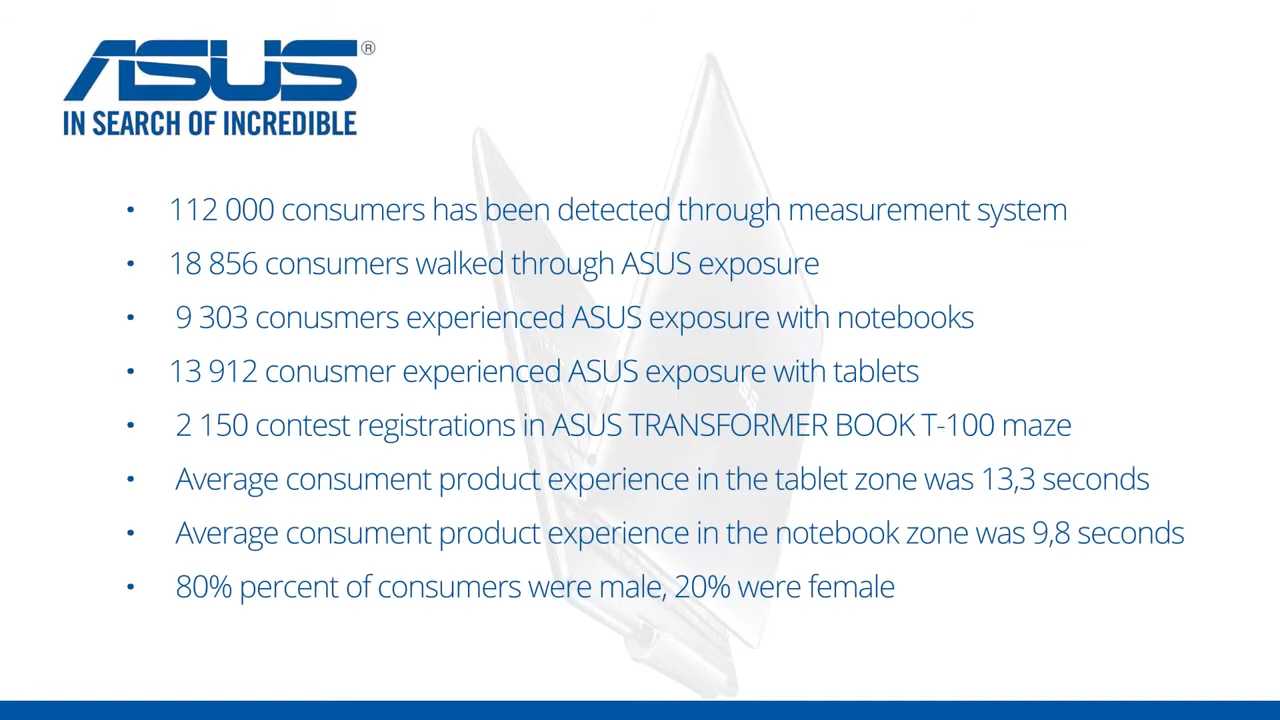 ASUS®
IN SEARCH OF INCREDIBLE
• 112 000 consumers has been detected through measurement system
• 18 856 consumers walked through ASUS exposure
• 9 303 conusmers experienced ASUS exposure with notebooks
• 13 912 conusmer experienced ASUS exposure with tablets
• 2 150 contest registrations in ASUS TRANSFORMER BOOK T-100 maze
• Average consument product experience in the tablet zone was 13,3 seconds
• Average consument product experience in the notebook zone was 9,8 seconds
• 80% percent of consumers were male, 20% were female